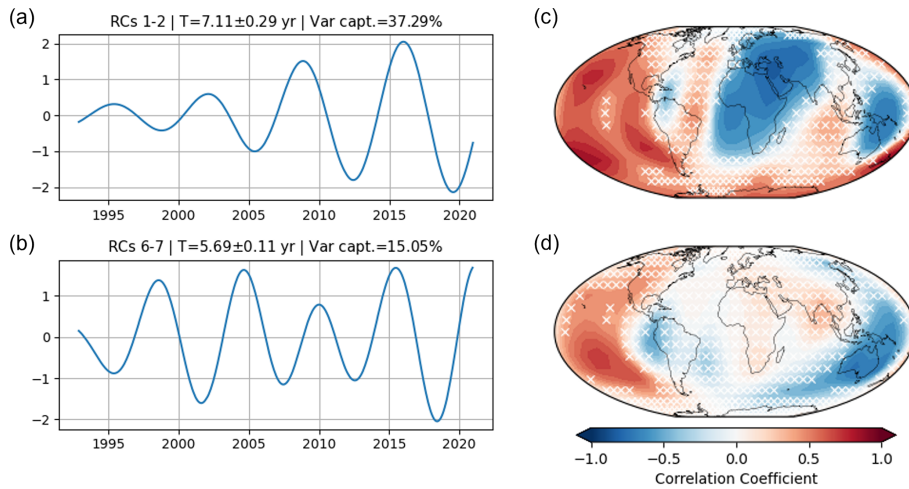 (a)
RCs 1-2 | T=7.11±0.29 yr | Var capt.=37.29%
2
1
0
−1
−2
1995 2000 2005 2010 2015 2020
(c)
(b)
RCs 6-7 | T=5.69±0.11 yr | Var capt.=15.05%
1
0
−1
−2
1995 2000 2005 2010 2015 2020
(d)
−1.0 −0.5 0.0 0.5 1.0
Correlation Coefficient